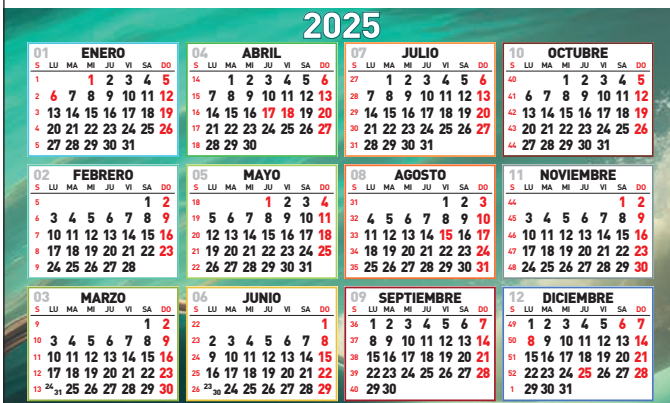 2025
01 ENERO
S LU MA MI JU VI SA DO
1 1 2 3 4 5
2 6 7 8 9 10 11 12
3 13 14 15 16 17 18 19
4 20 21 22 23 24 25 26
5 27 28 29 30 31
02 FEBRERO
S LU MA MI JU VI SA DO
5 1 2
6 3 4 5 6 7 8 9
7 10 11 12 13 14 15 16
8 17 18 19 20 21 22 23
9 24 25 26 27 28
03 MARZO
S LU MA MI JU VI SA DO
9 1 2
10 3 4 5 6 7 8 9
11 10 11 12 13 14 15 16
12 17 18 19 20 21 22 23
13 24 31 25 26 27 28 29 30
04 ABRIL
S LU MA MI JU VI SA DO
14 1 2 3 4 5 6
15 7 8 9 10 11 12 13
16 14 15 16 17 18 19 20
17 21 22 23 24 25 26 27
18 28 29 30
05 MAYO
S LU MA MI JU VI SA DO
18 1 2 3 4
19 5 6 7 8 9 10 11
20 12 13 14 15 16 17 18
21 19 20 21 22 23 24 25
22 26 27 28 29 30 31
06 JUNIO
S LU MA MI JU VI SA DO
22 1
23 2 3 4 5 6 7 8
24 9 10 11 12 13 14 15
25 16 17 18 19 20 21 22
26 23 30 24 25 26 27 28 29
07 JULIO
S LU MA MI JU VI SA DO
27 1 2 3 4 5 6
28 7 8 9 10 11 12 13
29 14 15 16 17 18 19 20
30 21 22 23 24 25 26 27
31 28 29 30 31
08 AGOSTO
S LU MA MI JU VI SA DO
31 1 2 3
32 4 5 6 7 8 9 10
33 11 12 13 14 15 16 17
34 18 19 20 21 22 23 24
35 25 26 27 28 29 30 31
09 SEPTIEMBRE
S LU MA MI JU VI SA DO
36 1 2 3 4 5 6 7
37 8 9 10 11 12 13 14
38 15 16 17 18 19 20 21
39 22 23 24 25 26 27 28
40 29 30
10 OCTUBRE
S LU MA MI JU VI SA DO
40 1 2 3 4 5
41 6 7 8 9 10 11 12
42 13 14 15 16 17 18 19
43 20 21 22 23 24 25 26
44 27 28 29 30 31
11 NOVIEMBRE
S LU MA MI JU VI SA DO
44 1 2
45 3 4 5 6 7 8 9
46 10 11 12 13 14 15 16
47 17 18 19 20 21 22 23
48 24 25 26 27 28 29 30
12 DICIEMBRE
S LU MA MI JU VI SA DO
49 1 2 3 4 5 6 7
50 8 9 10 11 12 13 14
51 15 16 17 18 19 20 21
52 22 23 24 25 26 27 28
1 29 30 31